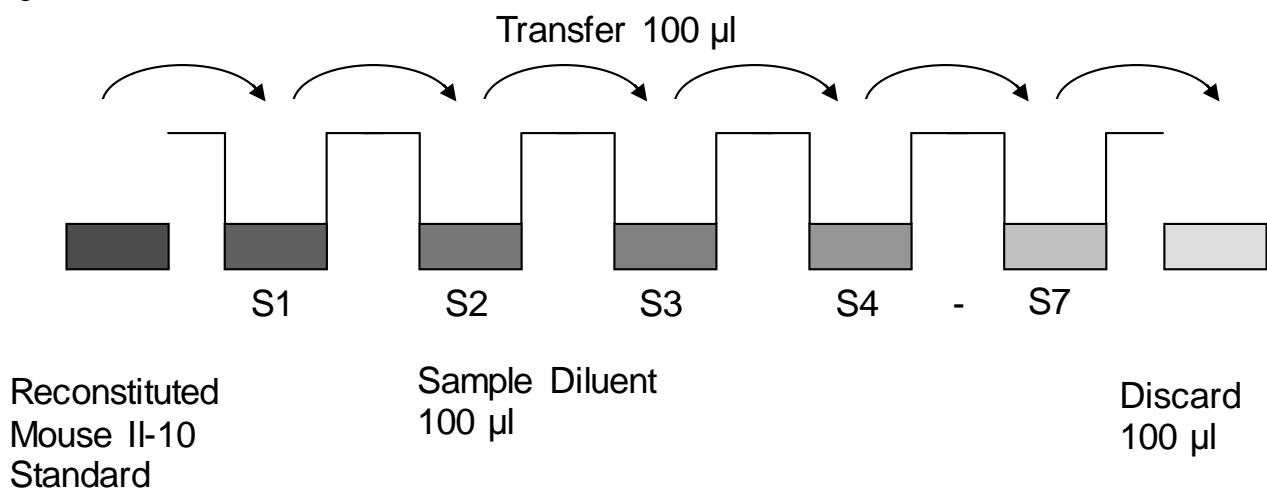 Transfer 100 µl
S1 S2 S3 S4 - S7
Reconstituted
Mouse II-10
Standard
Sample Diluent
100 µl
Discard
100 µl